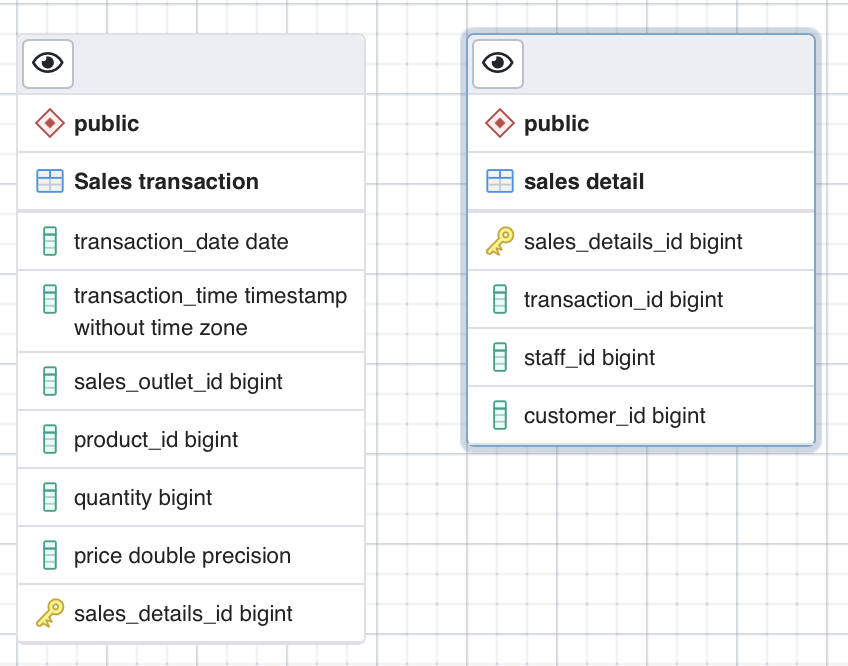 public
Sales transaction
transaction_date date
transaction_time timestamp
without time zone
sales_outlet_id bigint
product_id bigint
quantity bigint
price double precision
sales_details_id bigint
public
sales detail
sales_details_id bigint
transaction_id bigint
staff_id bigint
customer_id bigint